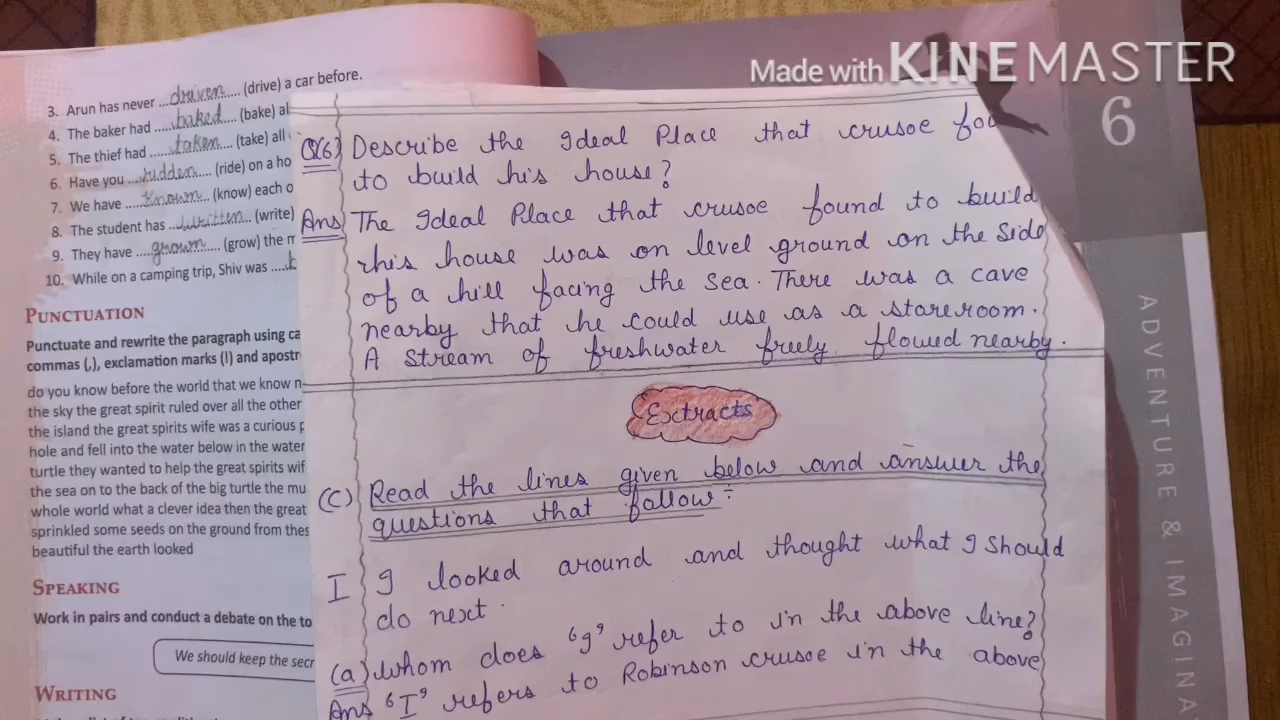 Made with KINEMASTER
6
ADVENTURE & IMAGINA
3. Arun has never ...driven.... (drive) a car before.
4. The baker had .....baked..... (bake) al
5. The thief had .....taken.... (take) all
6. Have you ...ridden.... (ride) on a ho
7. We have .....known..... (know) each o
8. The student has ..written... (write)
9. They have ....grown.... (grow) the
10. While on a camping trip, Shiv was ....
PUNCTUATION
Punctuate and rewrite the paragraph using ca
commas (,), exclamation marks (!) and apostr
do you know before the world that we know
the sky the great spirit ruled over all the other
the island the great spirits wife was a curious
hole and fell into the water below in the water
turtle they wanted to help the great spirits wif
the sea on to the back of the big turtle the mu
whole world what a clever idea then the great
sprinkled some seeds on the ground from thes
beautiful the earth looked
SPEAKING
Work in pairs and conduct a debate on the to
We should keep the secr
WRITING
Q(6) Describe the Ideal Place that crusoe fou
to build his house?
Ans) The Ideal Place that crusoe found to build
his house was on level ground on the side
of a hill facing the sea. There was a cave
nearby that he could use as a storeroom.
A stream of freshwater freely flowed nearby.
Extracts
(C) Read the lines given below and answer the
questions that follow:-
I I looked around and thought what I should
do next.
(a) whom does 'I' refer to in the above line?
Ans 'I' refers to Robinson crusoe in the above